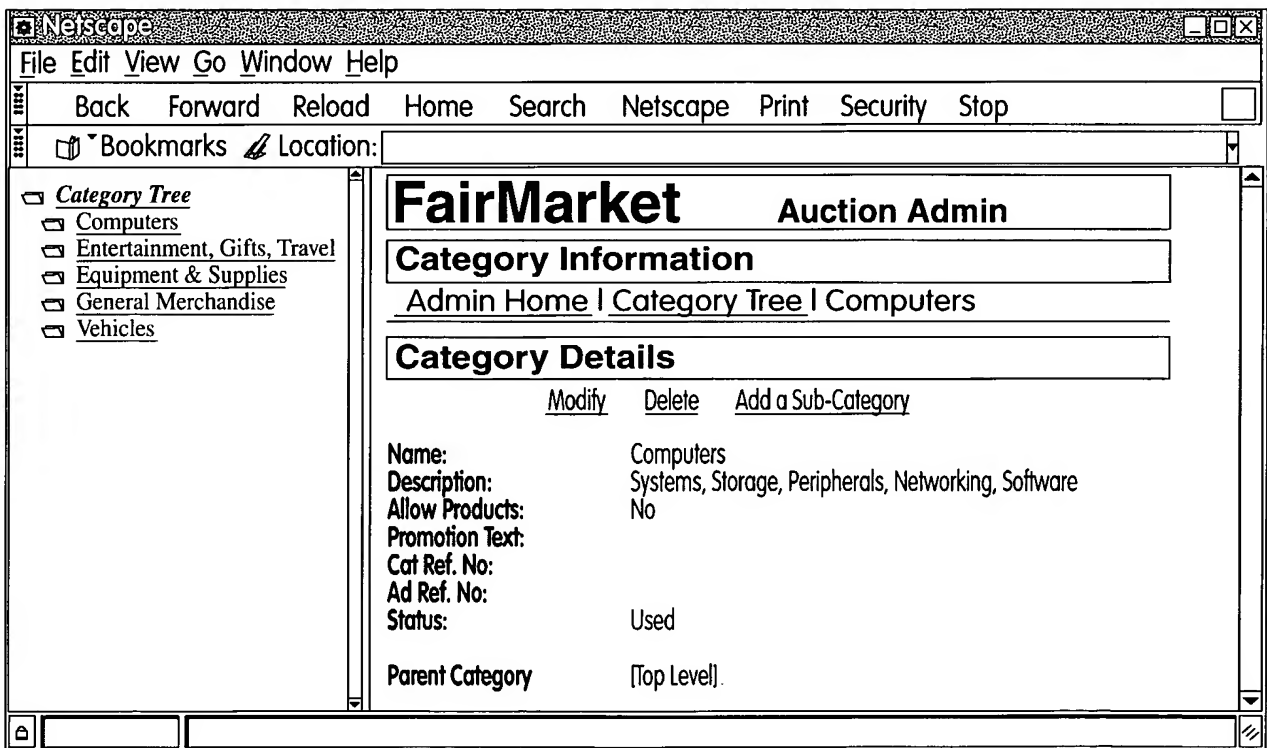 Netscape
File Edit View Go Window Help
Back Forward Reload Home Search Netscape Print Security Stop
Bookmarks Location:
Category Tree
Computers
Entertainment, Gifts, Travel
Equipment & Supplies
General Merchandise
Vehicles
FairMarket Auction Admin
Category Information
Admin Home | Category Tree | Computers
Category Details
Modify Delete Add a Sub-Category
Name: Computers
Description: Systems, Storage, Peripherals, Networking, Software
Allow Products: No
Promotion Text:
Cat Ref. No:
Ad Ref. No:
Status: Used
Parent Category [Top Level]